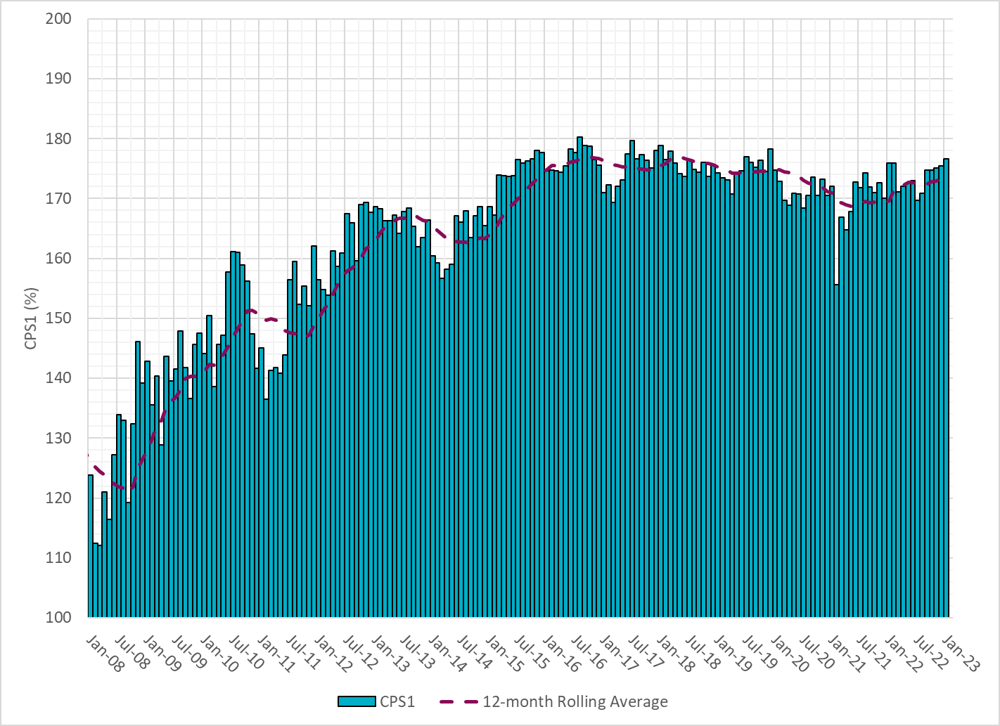 200
190
180
170
160
150
140
130
120
110
100
CPS1 (%)
Jan-08
Jul-08
Jan-09
Jul-09
Jan-10
Jul-10
Jan-11
Jul-11
Jan-12
Jul-12
Jan-13
Jul-13
Jan-14
Jul-14
Jan-15
Jul-15
Jan-16
Jul-16
Jan-17
Jul-17
Jan-18
Jul-18
Jan-19
Jul-19
Jan-20
Jul-20
Jan-21
Jul-21
Jan-22
Jul-22
Jan-23
CPS1 12-month Rolling Average